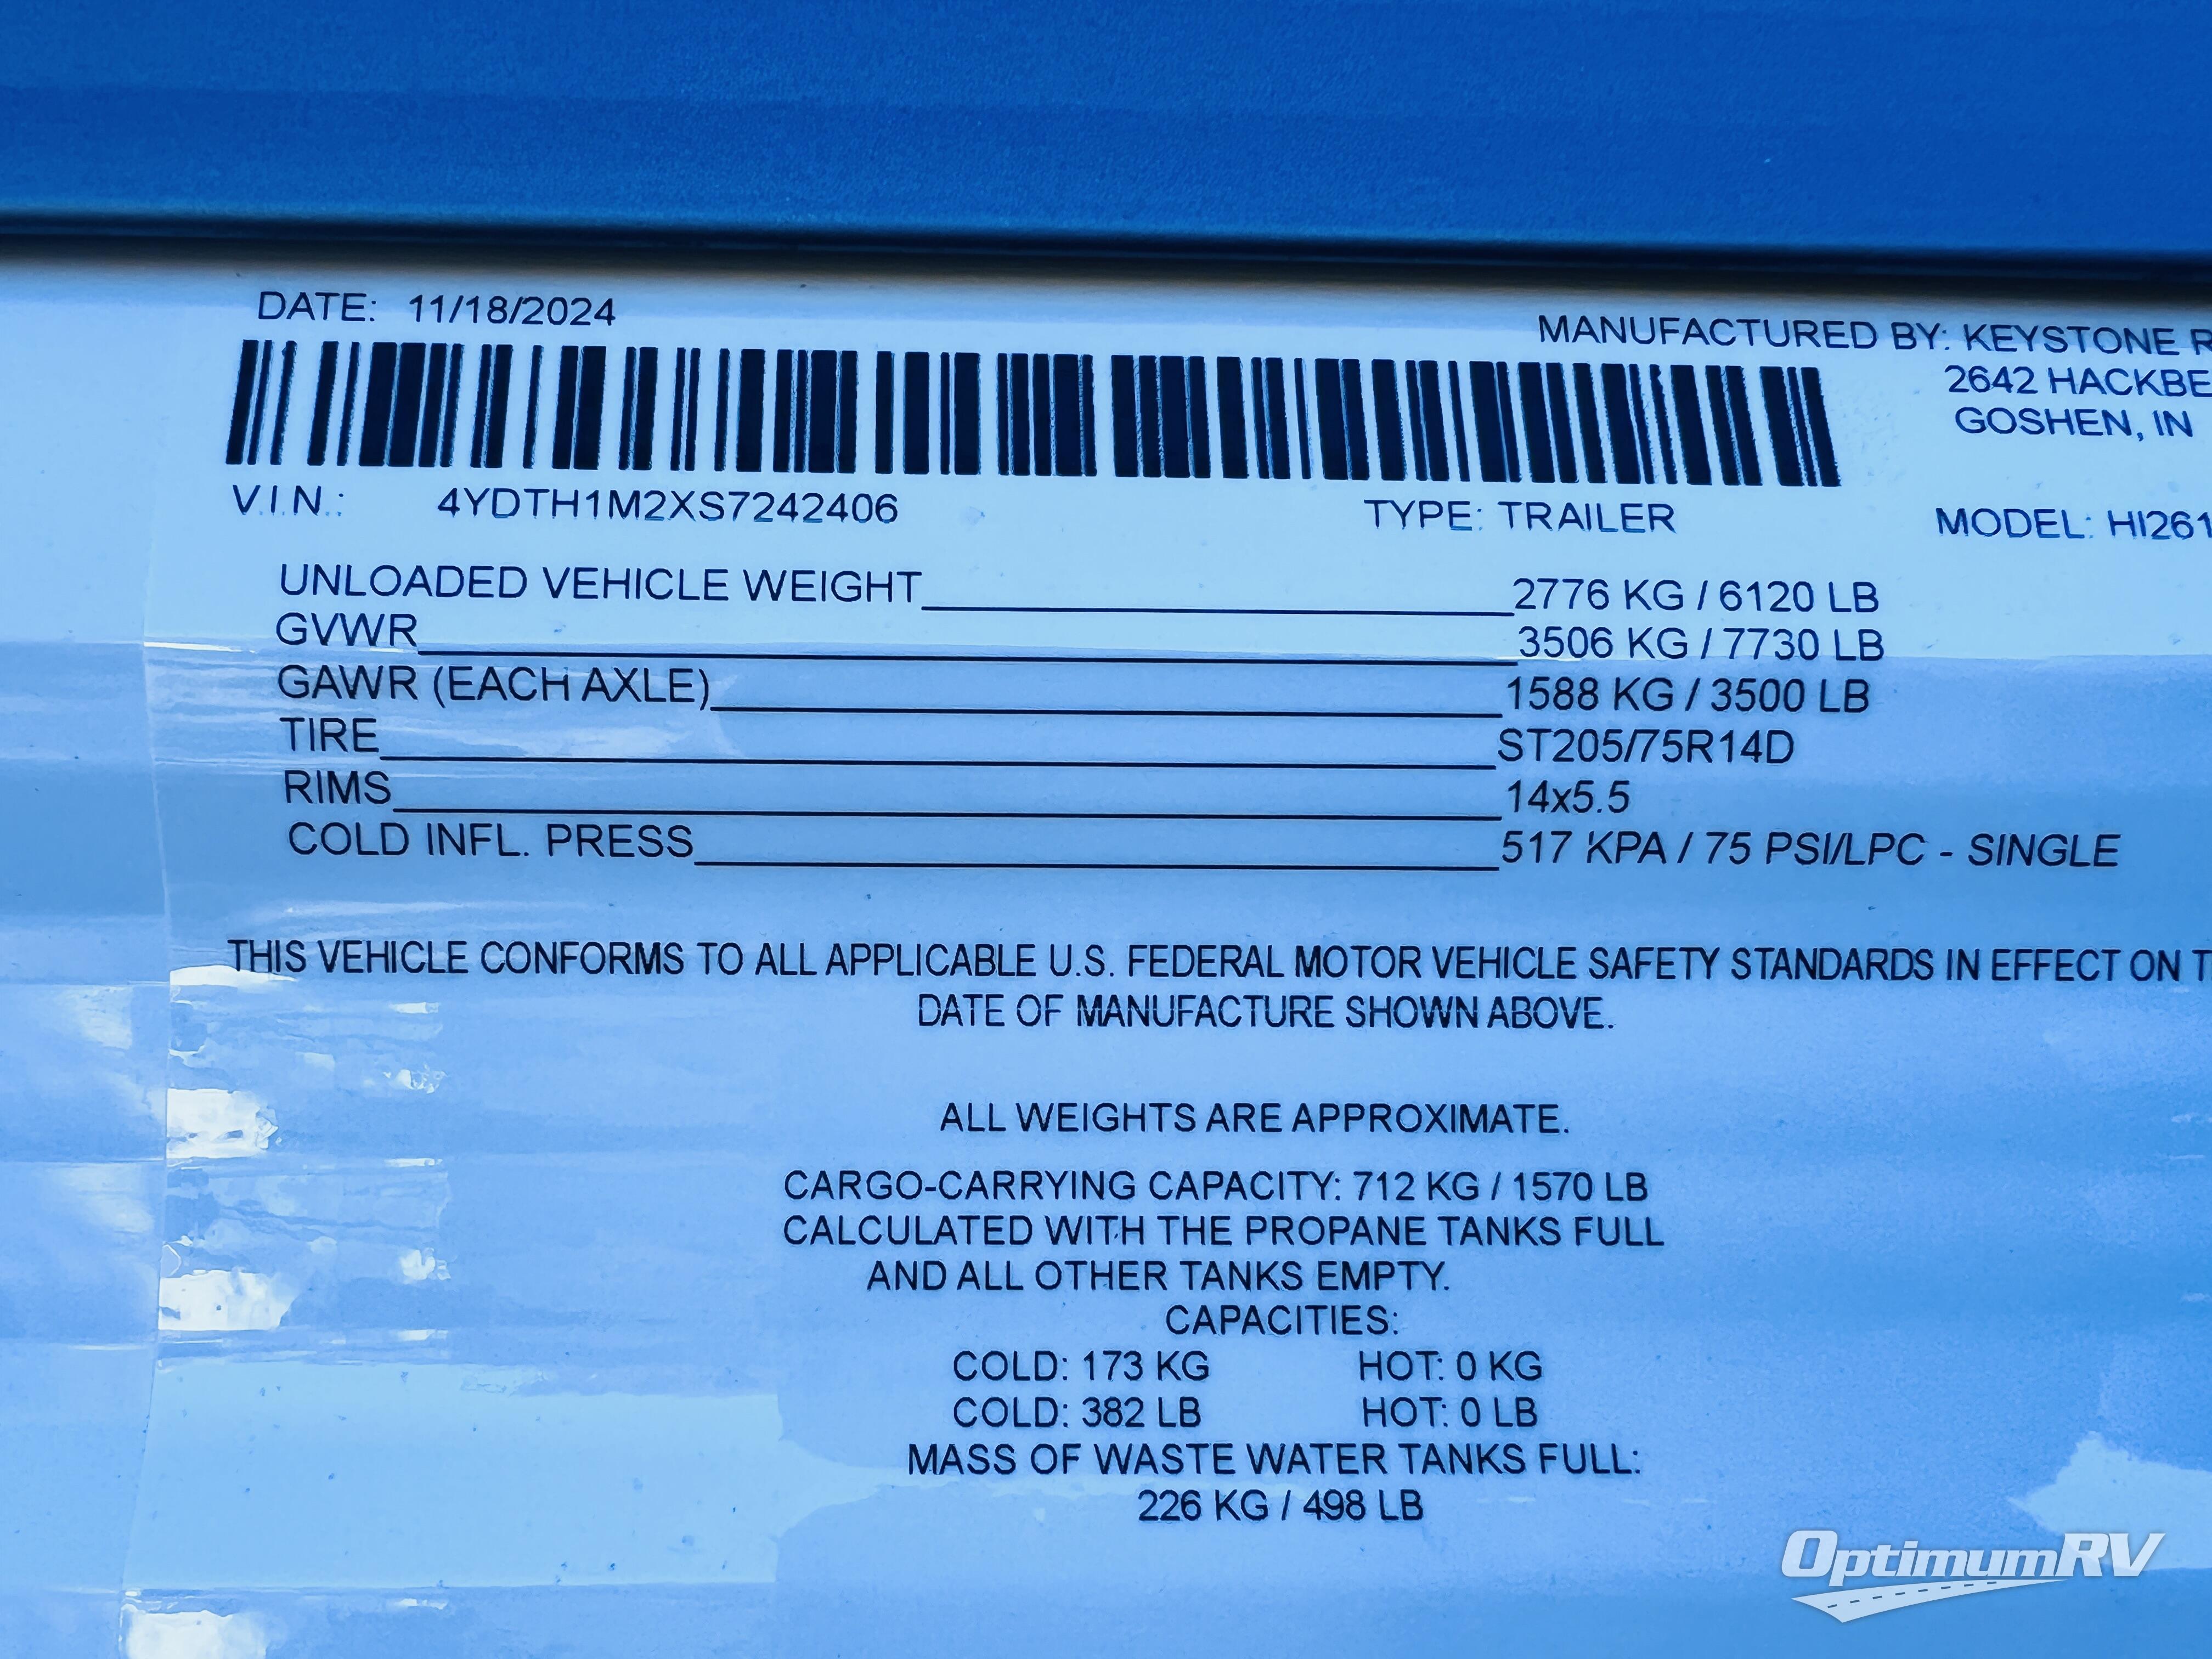 DATE: 11/18/2024
MANUFACTURED BY: KEYSTONE R
2642 HACKBE
GOSHEN, IN
V.I.N.: 4YDTH1M2XS7242406 TYPE: TRAILER MODEL: HI261
UNLOADED VEHICLE WEIGHT 2776 KG / 6120 LB
GVWR 3506 KG / 7730 LB
GAWR (EACH AXLE) 1588 KG / 3500 LB
TIRE ST205/75R14D
RIMS 14x5.5
COLD INFL. PRESS 517 KPA / 75 PSI/LPC - SINGLE
THIS VEHICLE CONFORMS TO ALL APPLICABLE U.S. FEDERAL MOTOR VEHICLE SAFETY STANDARDS IN EFFECT ON T
DATE OF MANUFACTURE SHOWN ABOVE.
ALL WEIGHTS ARE APPROXIMATE.
CARGO-CARRYING CAPACITY: 712 KG / 1570 LB
CALCULATED WITH THE PROPANE TANKS FULL
AND ALL OTHER TANKS EMPTY.
CAPACITIES:
COLD: 173 KG HOT: 0 KG
COLD: 382 LB HOT: 0 LB
MASS OF WASTE WATER TANKS FULL:
226 KG / 498 LB
OptimumRV